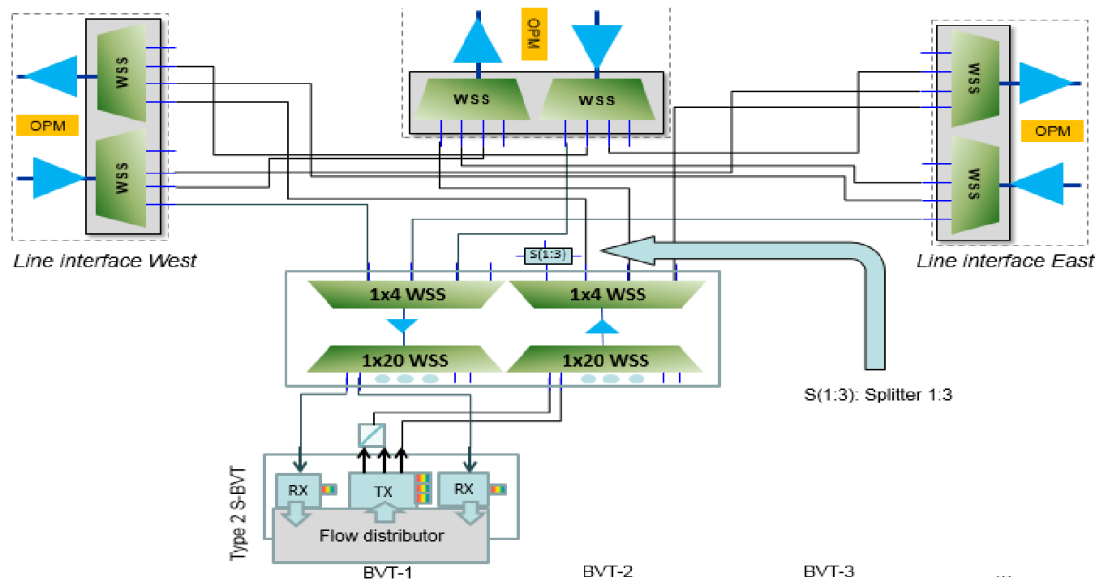 OPM
WSS
WSS
OPM
WSS
WSS
WSS
OPM
WSS
Line interface West
Line interface East
S(1:3)
1x4 WSS
1x4 WSS
1x20 WSS
1x20 WSS
S(1:3): Splitter 1:3
Type 2 S-BVT
RX
TX
RX
Flow distributor
BVT-1
BVT-2
BVT-3
...